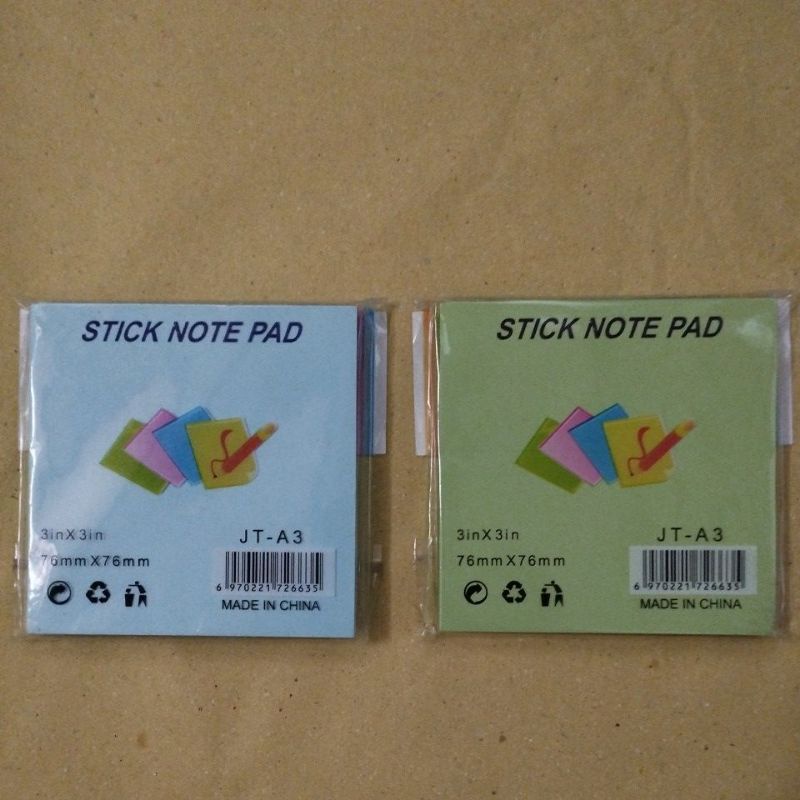 STICK NOTE PAD
3inX3in
76mmX76mm
JT-A3
6 970221 726635
MADE IN CHINA
STICK NOTE PAD
3inX3in
76mmX76mm
JT-A3
6 970221 726635
MADE IN CHINA